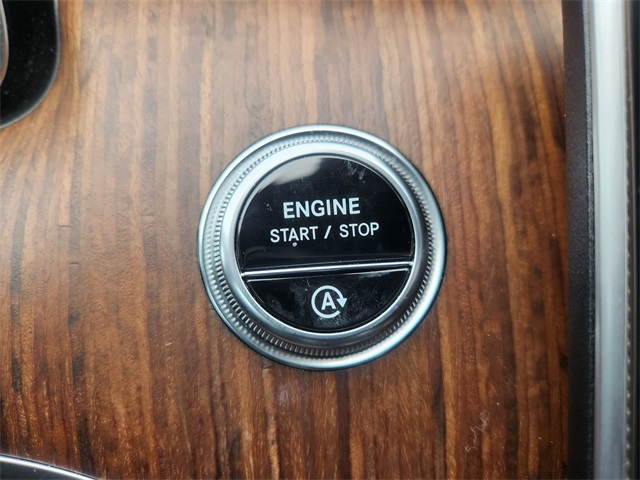 ENGINE
START / STOP
A